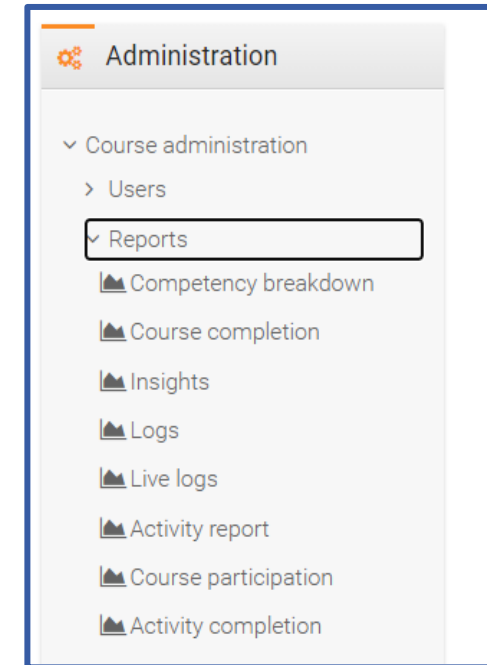 Administration
Course administration
Users
Reports
Competency breakdown
Course completion
Insights
Logs
Live logs
Activity report
Course participation
Activity completion